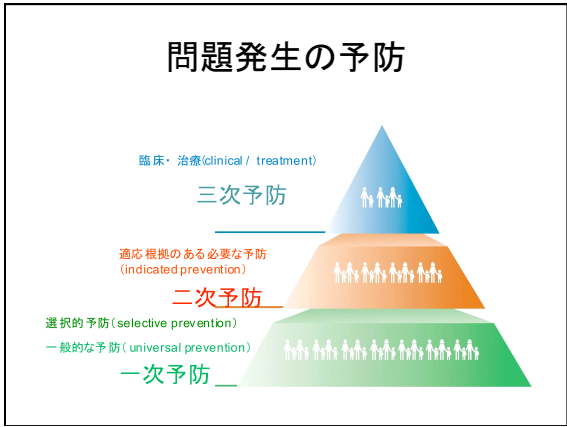 問題発生の予防
臨床・治療(clinical / treatment)
三次予防
適応根拠のある必要な予防
(indicated prevention)
二次予防
選択的予防(selective prevention)
一般的な予防(universal prevention)
一次予防